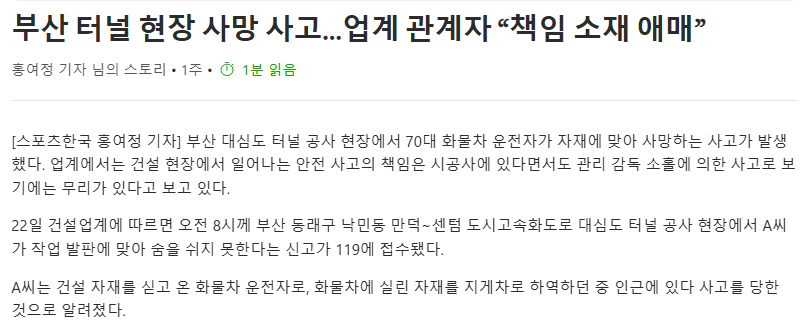 부산 터널 현장 사망 사고...업계 관계자 “책임 소재 애매”
홍여정 기자 님의 스토리 • 1주 • 1분 읽음
[스포츠한국 홍여정 기자] 부산 대심도 터널 공사 현장에서 70대 화물차 운전자가 자재에 맞아 사망하는 사고가 발생
했다. 업계에서는 건설 현장에서 일어나는 안전 사고의 책임은 시공사에 있다면서도 관리 감독 소홀에 의한 사고로 보
기에는 무리가 있다고 보고 있다.
22일 건설업계에 따르면 오전 8시께 부산 동래구 낙민동 만덕~센텀 도시고속화도로 대심도 터널 공사 현장에서 A씨
가 작업 발판에 맞아 숨을 쉬지 못한다는 신고가 119에 접수됐다.
A씨는 건설 자재를 싣고 온 화물차 운전자로, 화물차에 실린 자재를 지게차로 하역하던 중 인근에 있다 사고를 당한
것으로 알려졌다.